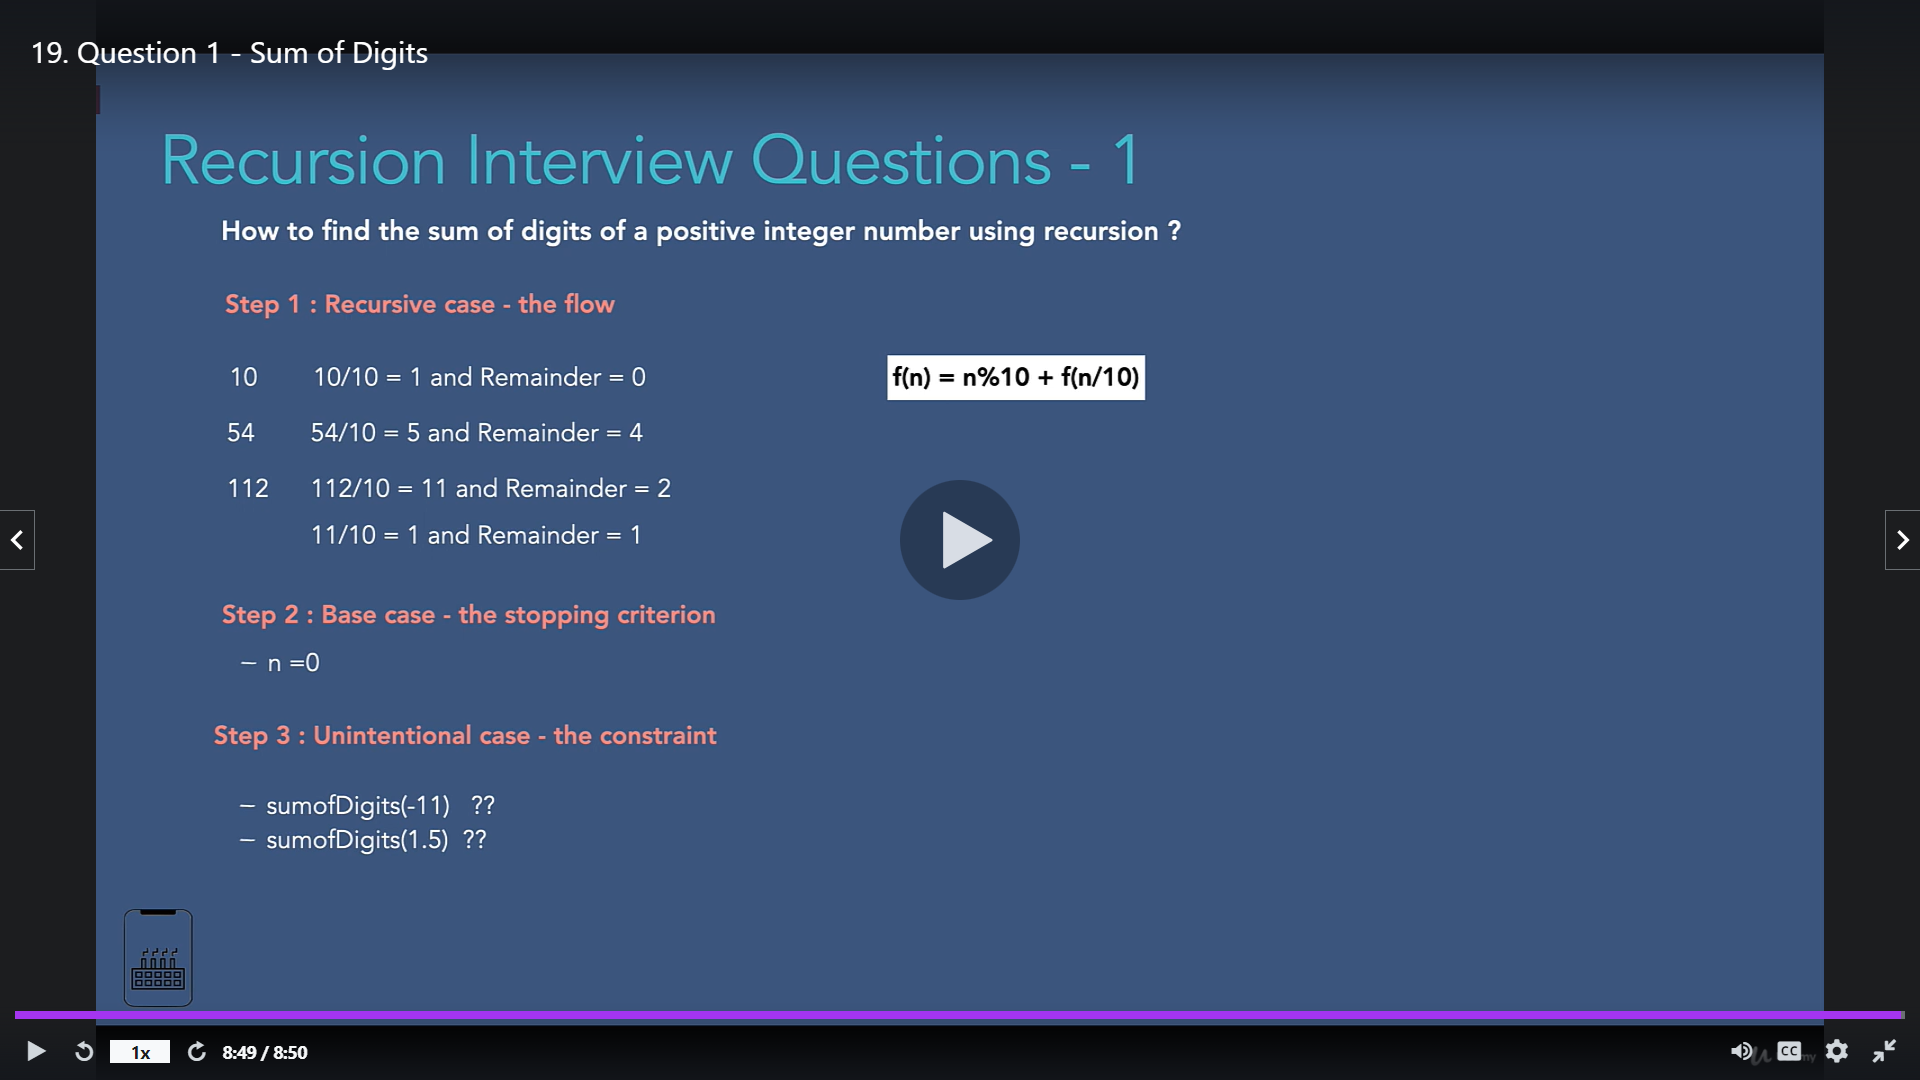 19. Question 1 - Sum of Digits
Recursion Interview Questions - 1
How to find the sum of digits of a positive integer number using recursion ?
Step 1 : Recursive case - the flow
10 10/10 = 1 and Remainder = 0
f(n) = n%10 + f(n/10)
54 54/10 = 5 and Remainder = 4
112 112/10 = 11 and Remainder = 2
11/10 = 1 and Remainder = 1
Step 2 : Base case - the stopping criterion
– n =0
Step 3 : Unintentional case - the constraint
– sumofDigits(-11) ??
– sumofDigits(1.5) ??
1x 8:49 / 8:50 CC